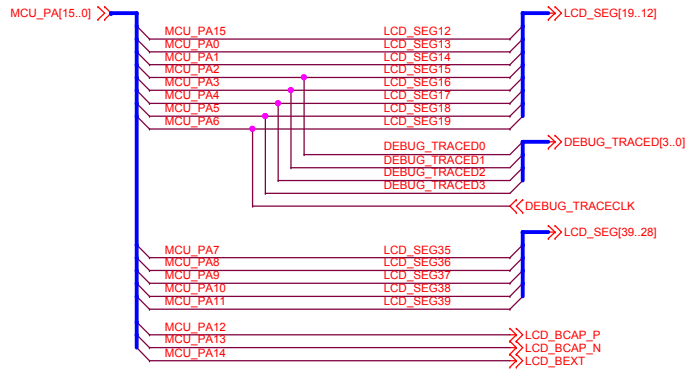 MCU_PA[15..0] LCD_SEG[19..12]
MCU_PA15 LCD_SEG12
MCU_PA0 LCD_SEG13
MCU_PA1 LCD_SEG14
MCU_PA2 LCD_SEG15
MCU_PA3 LCD_SEG16
MCU_PA4 LCD_SEG17
MCU_PA5 LCD_SEG18
MCU_PA6 LCD_SEG19
DEBUG_TRACED[3..0]
DEBUG_TRACED0
DEBUG_TRACED1
DEBUG_TRACED2
DEBUG_TRACED3
DEBUG_TRACECLK
LCD_SEG[39..28]
MCU_PA7 LCD_SEG35
MCU_PA8 LCD_SEG36
MCU_PA9 LCD_SEG37
MCU_PA10 LCD_SEG38
MCU_PA11 LCD_SEG39
MCU_PA12 LCD_BCAP_P
MCU_PA13 LCD_BCAP_N
MCU_PA14 LCD_BEXT